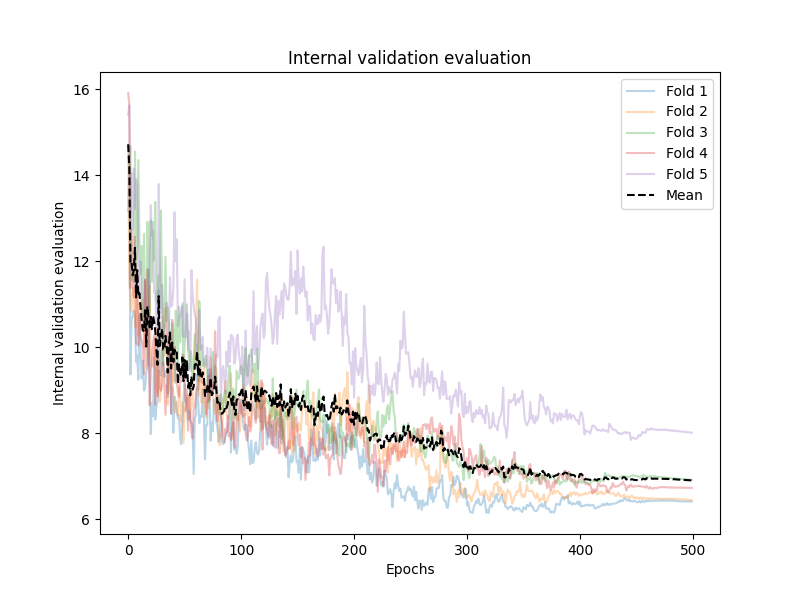 Internal validation evaluation
Fold 1
Fold 2
Fold 3
Fold 4
Fold 5
Mean
Internal validation evaluation
16
14
12
10
8
6
0 100 200 300 400 500
Epochs